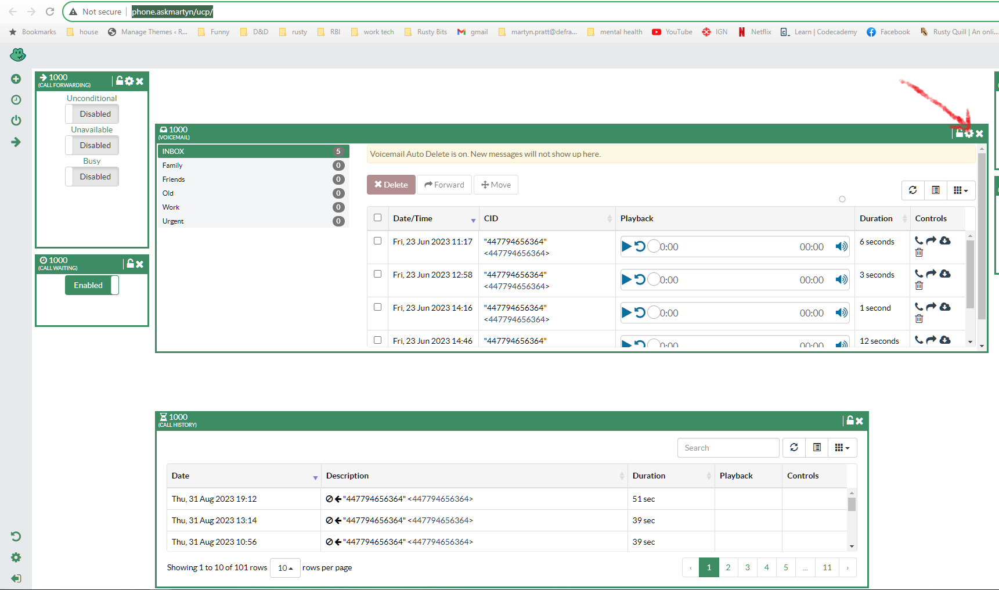 Not secure phone.askmartyn/ucp/
Bookmarks house Manage Themes ‹ R... Funny D&D rusty RBI work tech Rusty Bits gmail martyn.pratt@defra... mental health YouTube IGN Netflix Learn | Codecademy Facebook Rusty Quill | An onli...
1000
(CALL FORWARDING)
Unconditional
Disabled
Unavailable
Disabled
Busy
Disabled
1000
(CALL WAITING)
Enabled
1000
(VOICEMAIL)
INBOX 5
Family 0
Friends 0
Old 0
Work 0
Urgent 0
Voicemail Auto Delete is on. New messages will not show up here.
Delete Forward Move
Date/Time CID Playback Duration Controls
Fri, 23 Jun 2023 11:17 "447794656364" 0:00 00:00 6 seconds
<447794656364>
Fri, 23 Jun 2023 12:58 "447794656364" 0:00 00:00 3 seconds
<447794656364>
Fri, 23 Jun 2023 14:16 "447794656364" 0:00 00:00 1 second
<447794656364>
Fri, 23 Jun 2023 14:46 "447794656364" 0:00 00:00 12 seconds
1000
(CALL HISTORY)
Search
Date Description Duration Playback Controls
Thu, 31 Aug 2023 19:12 "447794656364" <447794656364> 51 sec
Thu, 31 Aug 2023 13:14 "447794656364" <447794656364> 39 sec
Thu, 31 Aug 2023 10:56 "447794656364" <447794656364> 39 sec
Showing 1 to 10 of 101 rows 10 rows per page ‹ 1 2 3 4 5 ... 11 ›